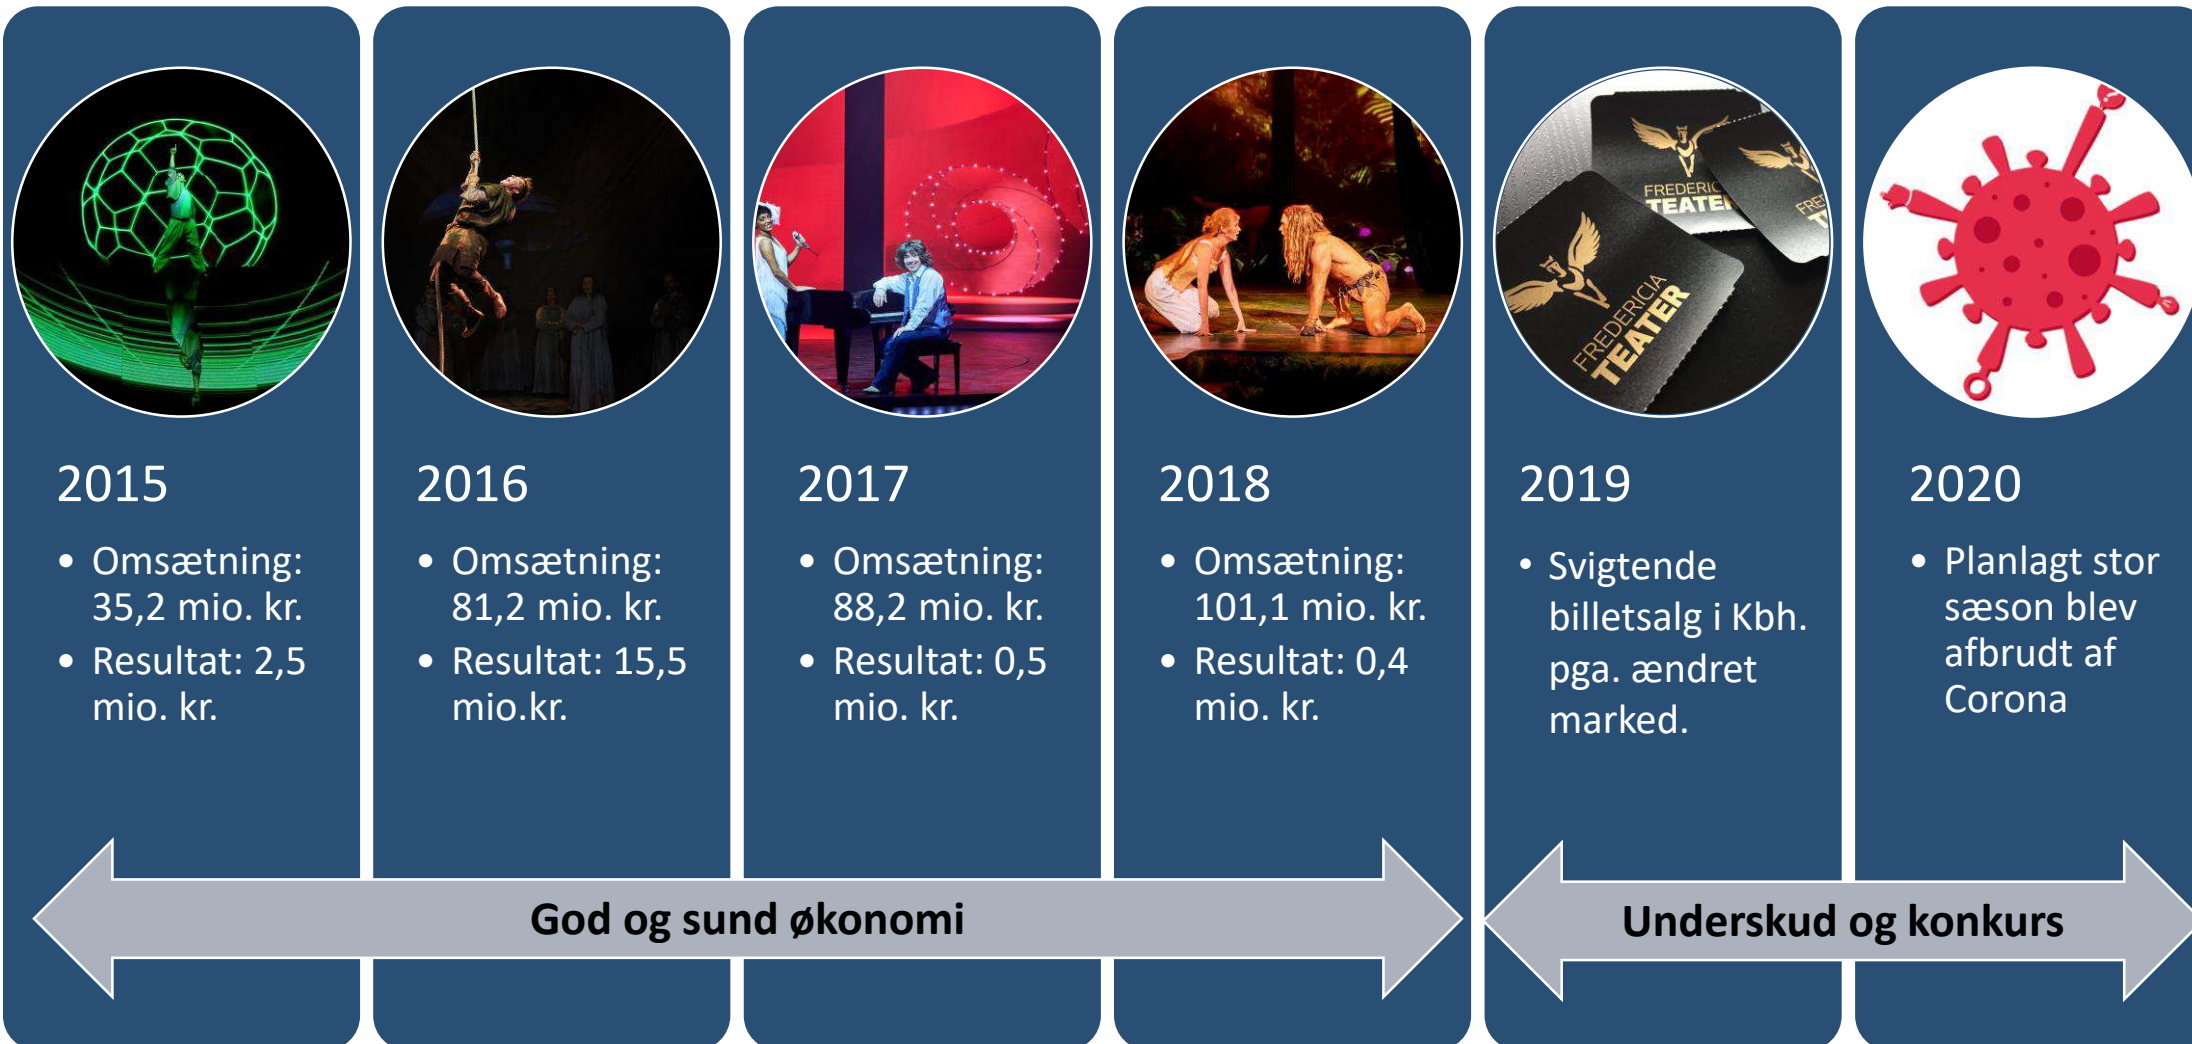 FREDERIC
TEATE
FRE
T
FREDERICIA
TEATER
2015
• Omsætning:
35,2 mio. kr.
• Resultat: 2,5
mio. kr.
2016
• Omsætning:
81,2 mio. kr.
• Resultat: 15,5
mio.kr.
2017
• Omsætning:
88,2 mio. kr.
• Resultat: 0,5
mio. kr.
2018
• Omsætning:
101,1 mio. kr.
• Resultat: 0,4
mio. kr.
2019
• Svigtende
billetsalg i Kbh.
pga. ændret
marked.
2020
• Planlagt stor
sæson blev
afbrudt af
Corona
God og sund økonomi
Underskud og konkurs